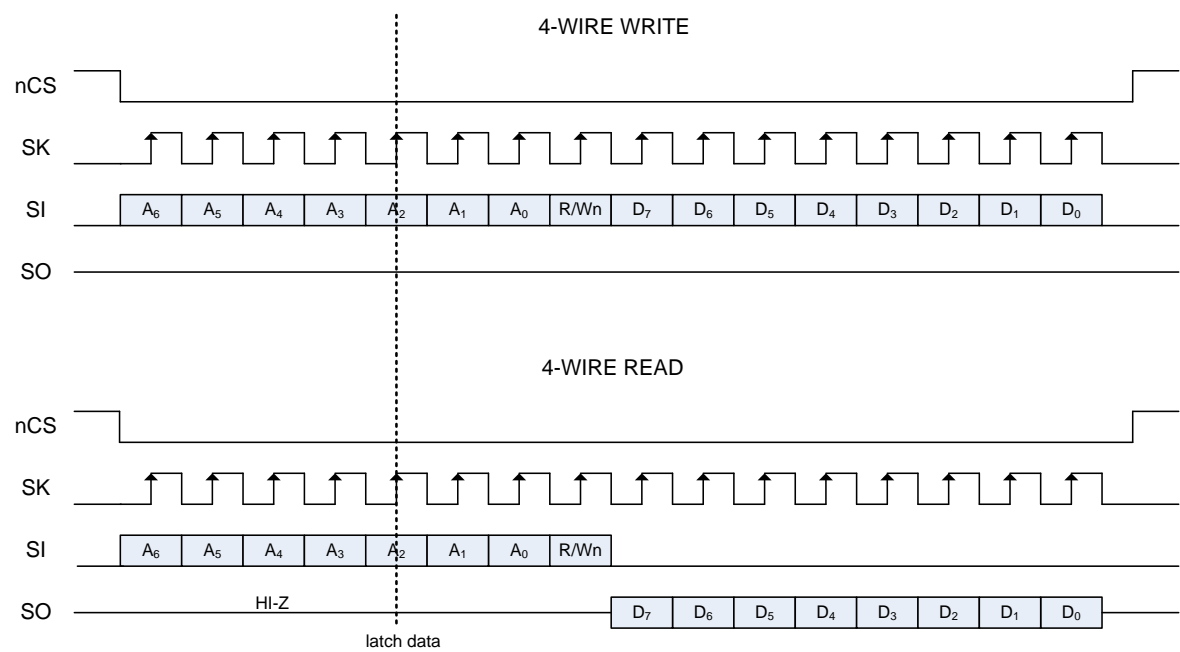 4-WIRE WRITE
nCS
SK
SI A₆ A₅ A₄ A₃ A₂ A₁ A₀ R/Wn D₇ D₆ D₅ D₄ D₃ D₂ D₁ D₀
SO
4-WIRE READ
nCS
SK
SI A₆ A₅ A₄ A₃ A₂ A₁ A₀ R/Wn
SO HI-Z D₇ D₆ D₅ D₄ D₃ D₂ D₁ D₀
latch data